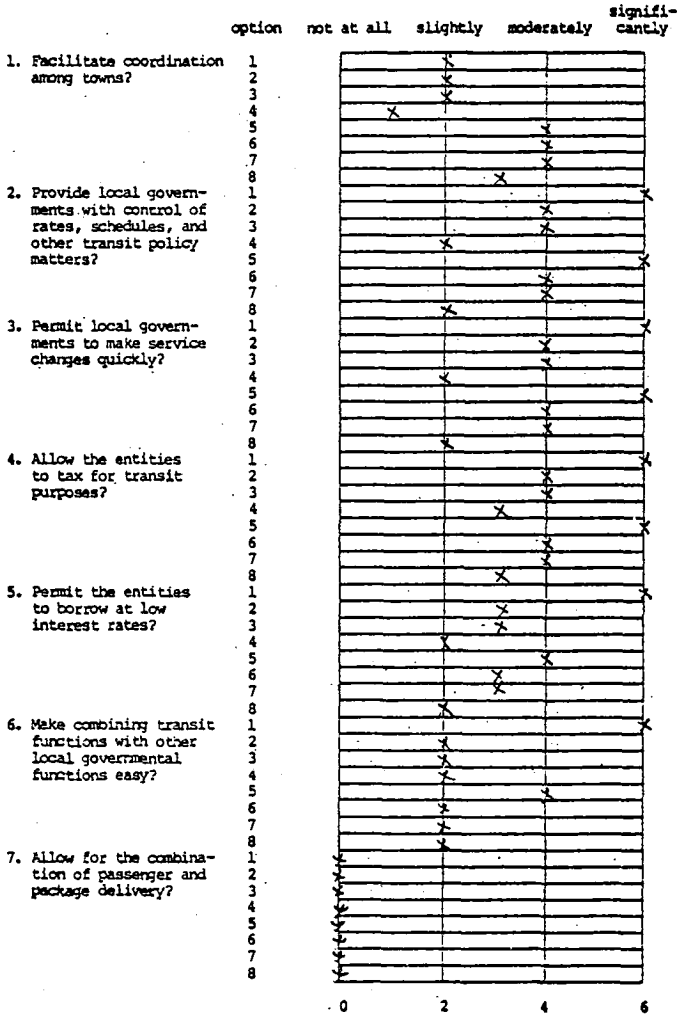 signifi-
option not at all slightly moderately cantly
1. Facilitate coordination 1
among towns? 2
3
4
5
6
7
8
2. Provide local govern- 1
ments with control of 2
rates, schedules, and 3
other transit policy 4
matters? 5
6
7
8
3. Permit local govern- 1
ments to make service 2
changes quickly? 3
4
5
6
7
8
4. Allow the entities 1
to tax for transit 2
purposes? 3
4
5
6
7
8
5. Permit the entities 1
to borrow at low 2
interest rates? 3
4
5
6
7
8
6. Make combining transit 1
functions with other 2
local governmental 3
functions easy? 4
5
6
7
8
7. Allow for the combina- 1
tion of passenger and 2
package delivery? 3
4
5
6
7
8
0 2 4 6